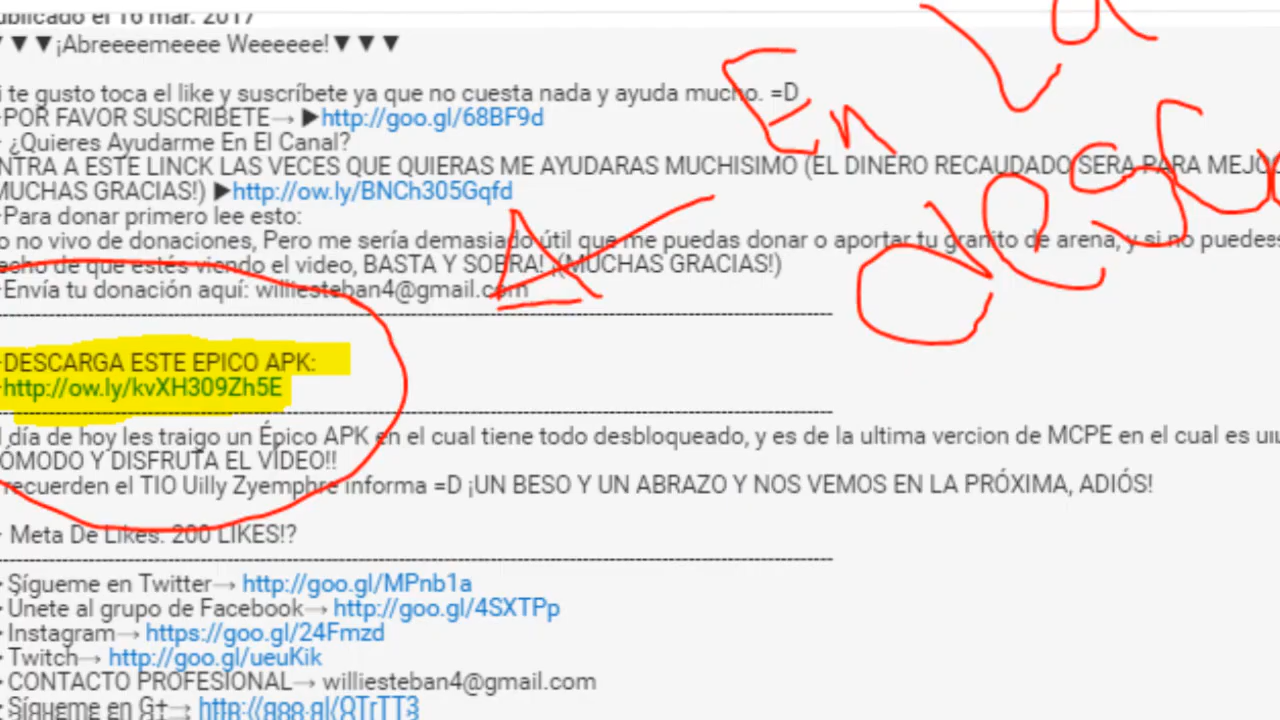 ublicado el 16 mar. 2017
▼▼▼¡Abreeeemeeee Weeeeee!▼▼▼
i te gusto toca el like y suscríbete ya que no cuesta nada y ayuda mucho. =D
POR FAVOR SUSCRIBETE→ ▶http://goo.gl/68BF9d
¿Quieres Ayudarme En El Canal?
NTRA A ESTE LINCK LAS VECES QUE QUIERAS ME AYUDARAS MUCHISIMO (EL DINERO RECAUDADO SERA PARA MEJO
MUCHAS GRACIAS!) ▶http://ow.ly/BNCh305Gqfd
Para donar primero lee esto:
o no vivo de donaciones, Pero me sería demasiado útil que me puedas donar o aportar tu granito de arena, y si no puedes
echo de que estés viendo el video, BASTA Y SOBRA! ¡(MUCHAS GRACIAS!)
Envía tu donación aquí: williesteban4@gmail.com
DESCARGA ESTE EPICO APK:
http://ow.ly/kvXH309Zh5E
l día de hoy les traigo un Épico APK en el cual tiene todo desbloqueado, y es de la ultima vercion de MCPE en el cual es
ÓMODO Y DISFRUTA EL VÍDEO!!
recuerden el TIO Uilly Zyemphre informa =D ¡UN BESO Y UN ABRAZO Y NOS VEMOS EN LA PRÓXIMA, ADIÓS!
Meta De Likes: 200 LIKES!?
Sígueme en Twitter→ http://goo.gl/MPnb1a
Unete al grupo de Facebook→ http://goo.gl/4SXTPp
Instagram→ https://goo.gl/24Fmzd
Twitch→ http://goo.gl/ueuKik
CONTACTO PROFESIONAL→ williesteban4@gmail.com
Sígueme en G+→ http://goo.gl/QTrTT3
En La
descr